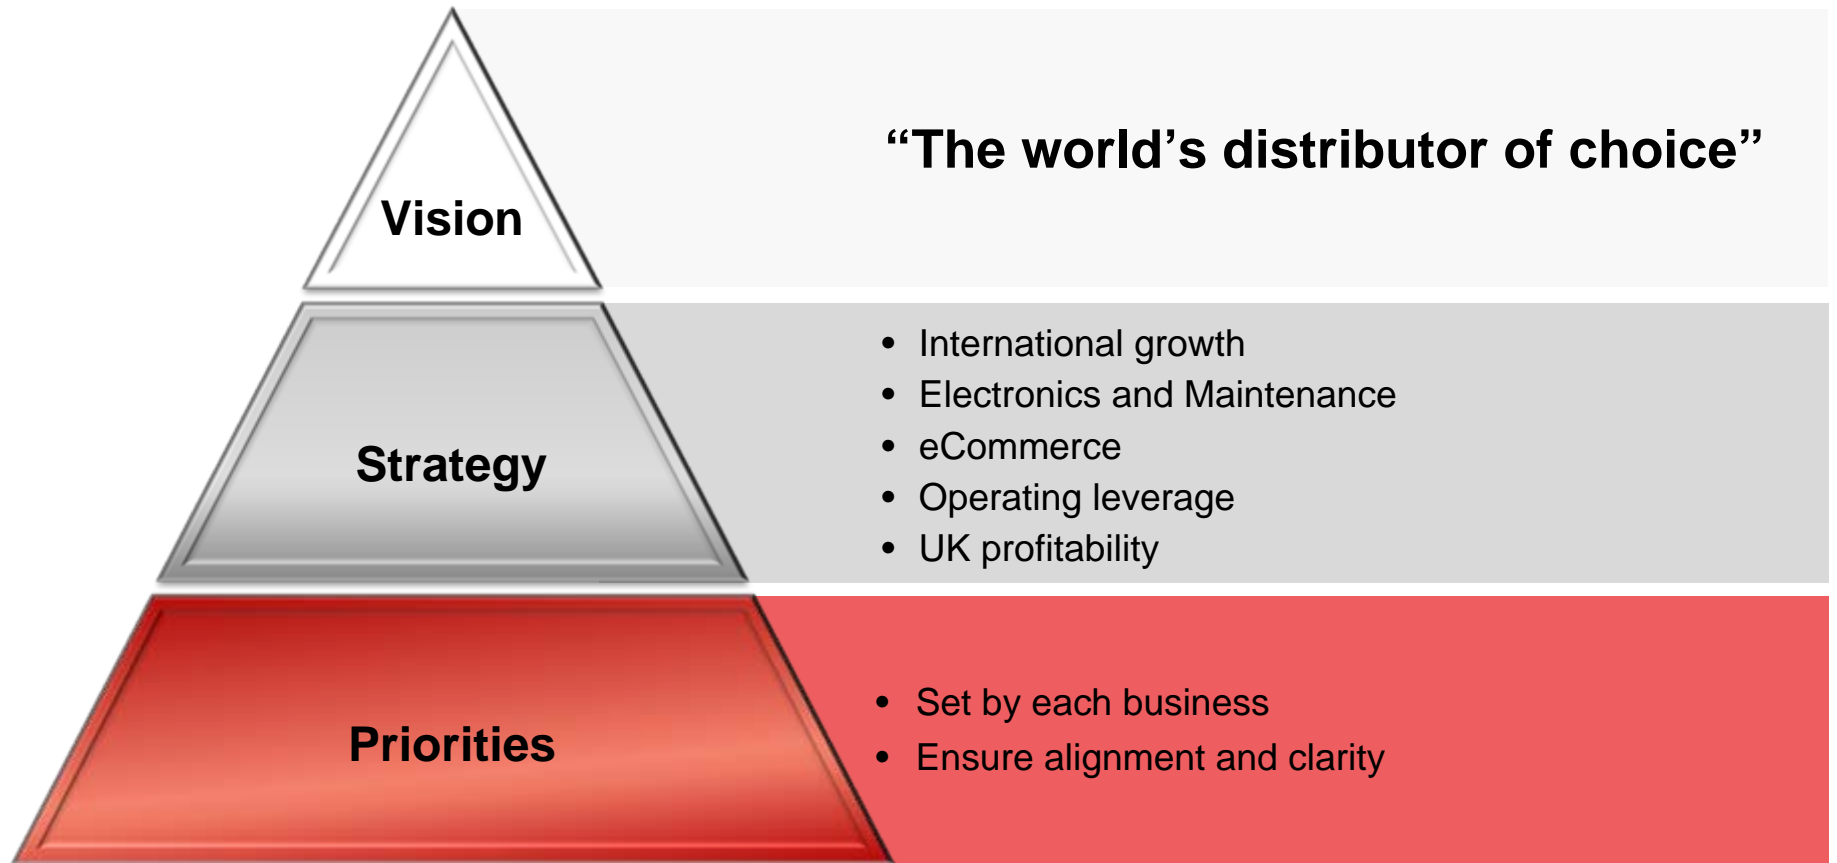 Vision
“The world’s distributor of choice”
Strategy
• International growth
• Electronics and Maintenance
• eCommerce
• Operating leverage
• UK profitability
Priorities
• Set by each business
• Ensure alignment and clarity